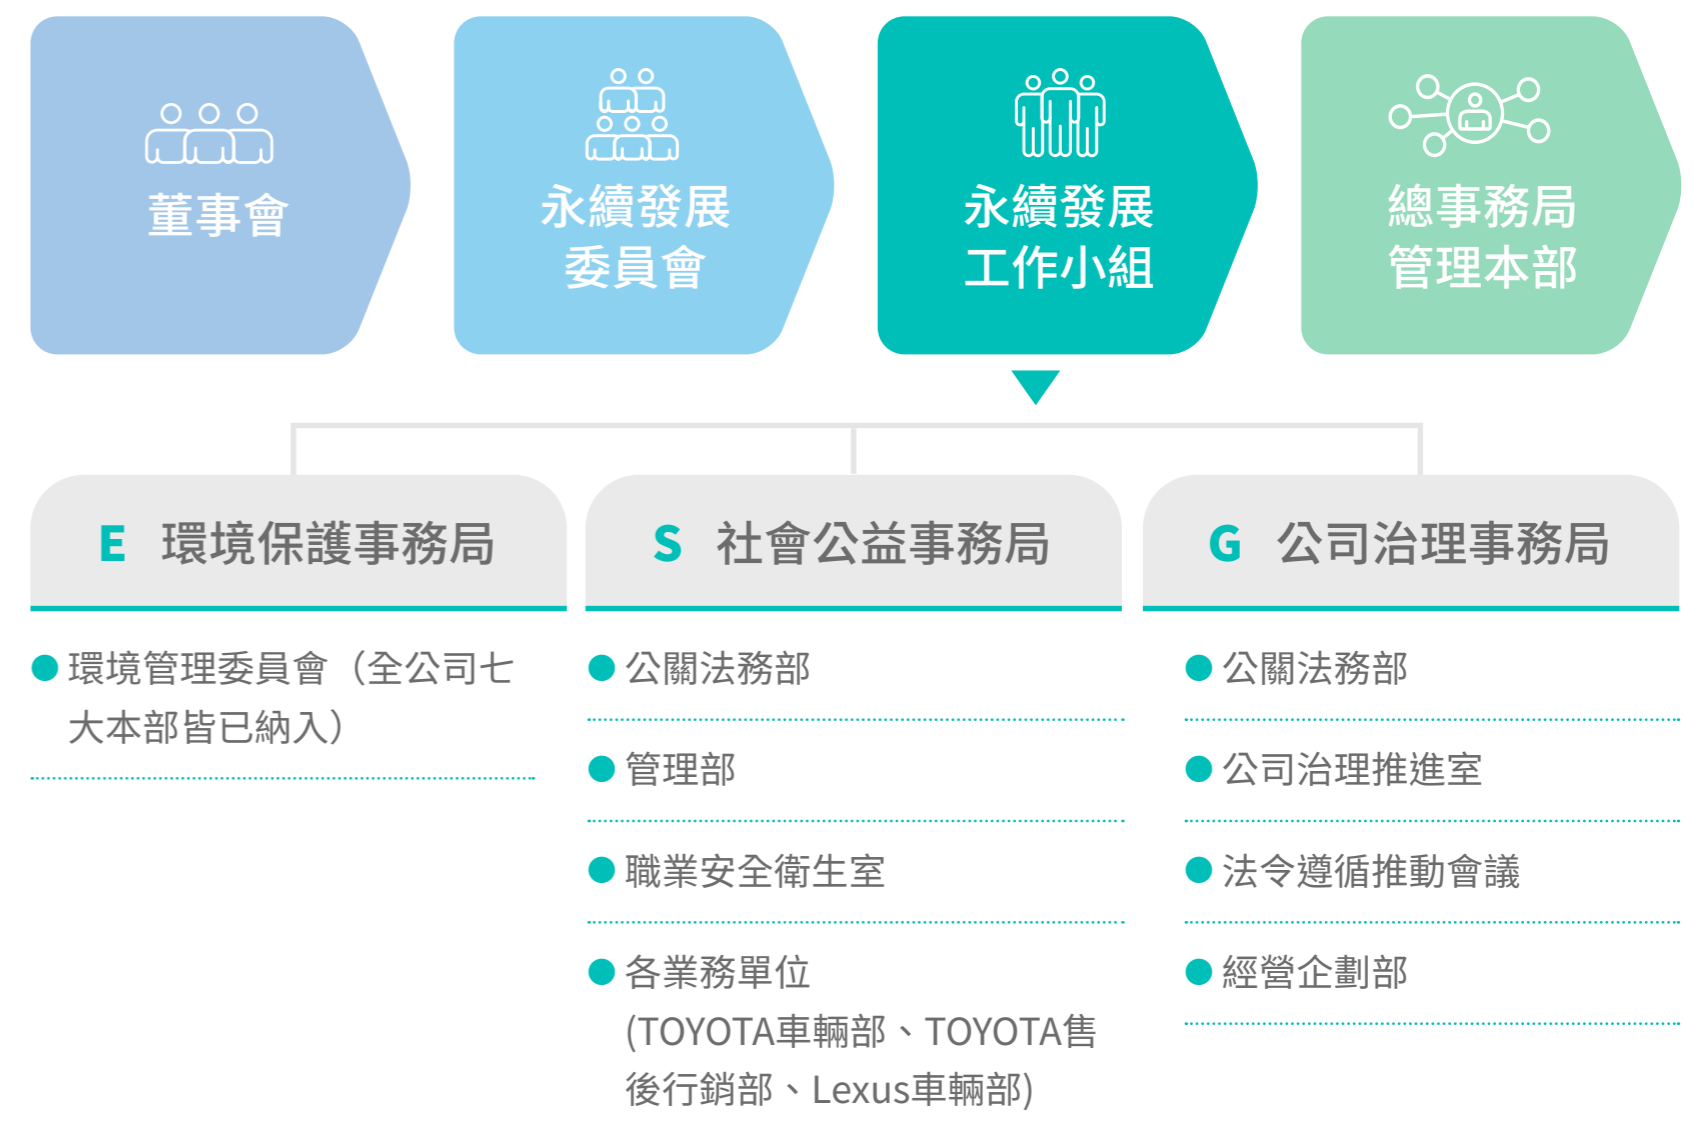 董事會
永續發展
委員會
永續發展
工作小組
總事務局
管理本部
E 環境保護事務局
環境管理委員會（全公司七
大本部皆已納入）
S 社會公益事務局
公關法務部
管理部
職業安全衛生室
各業務單位
(TOYOTA車輛部、TOYOTA售
後行銷部、Lexus車輛部)
G 公司治理事務局
公關法務部
公司治理推進室
法令遵循推動會議
經營企劃部